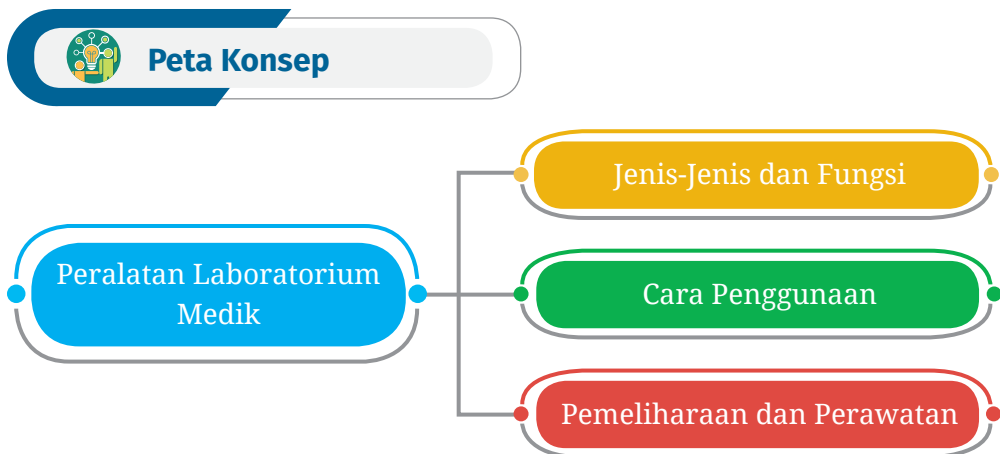 Peta Konsep
Peralatan Laboratorium
Medik
Jenis-Jenis dan Fungsi
Cara Penggunaan
Pemeliharaan dan Perawatan